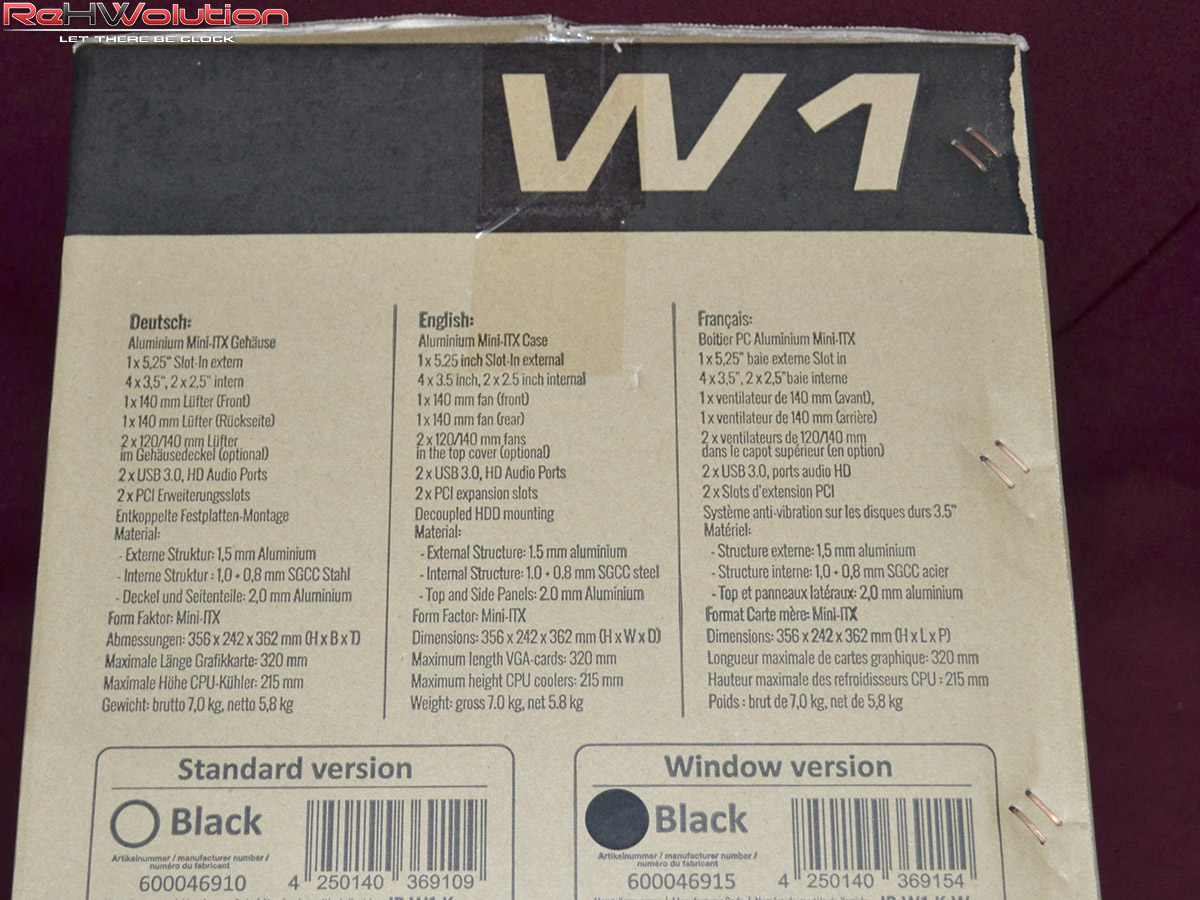 ReHWolution
LET THERE BE CLOCK
W1
Deutsch:
Aluminium Mini-ITX Gehäuse
1 x 5,25" Slot-In extern
4 x 3,5", 2 x 2,5" intern
1 x 140 mm Lüfter (Front)
1 x 140 mm Lüfter (Rückseite)
2 x 120/140 mm Lüfter
im Gehäusedeckel (optional)
2 x USB 3.0, HD Audio Ports
2 x PCI Erweiterungsslots
Entkoppelte Festplatten-Montage
Material:
- Externe Struktur: 1,5 mm Aluminium
- Interne Struktur : 1,0 + 0,8 mm SGCC Stahl
- Deckel und Seitenteile: 2,0 mm Aluminium
Form Faktor: Mini-ITX
Abmessungen: 356 x 242 x 362 mm (H x B x T)
Maximale Länge Grafikkarte: 320 mm
Maximale Höhe CPU-Kühler: 215 mm
Gewicht: brutto 7,0 kg, netto 5,8 kg
English:
Aluminium Mini-ITX Case
1 x 5.25 inch Slot-In external
4 x 3.5 inch, 2 x 2.5 inch internal
1 x 140 mm fan (front)
1 x 140 mm fan (rear)
2 x 120/140 mm fans
in the top cover (optional)
2 x USB 3.0, HD Audio Ports
2 x PCI expansion slots
Decoupled HDD mounting
Material:
- External Structure: 1.5 mm aluminium
- Internal Structure: 1.0 + 0.8 mm SGCC steel
- Top and Side Panels: 2.0 mm Aluminium
Form Factor: Mini-ITX
Dimensions: 356 x 242 x 362 mm (H x W x D)
Maximum length VGA-cards: 320 mm
Maximum height CPU coolers: 215 mm
Weight: gross 7.0 kg, net 5.8 kg
Français:
Boitier PC Aluminium Mini-ITX
1 x 5,25" baie externe Slot in
4 x 3,5", 2 x 2,5"baie interne
1 x ventilateur de 140 mm (avant),
1 x ventilateur de 140 mm (arrière)
2 x ventilateurs de 120/140 mm
dans le capot supérieur (en option)
2 x USB 3.0, ports audio HD
2 x Slots d'extension PCI
Système anti-vibration sur les disques durs 3.5"
Matériel:
- Structure externe: 1,5 mm aluminium
- Structure interne: 1,0 + 0,8 mm SGCC acier
- Top et panneaux latéraux: 2,0 mm aluminium
Format Carte mère: Mini-ITX
Dimensions: 356 x 242 x 362 mm (H x L x P)
Longueur maximale de cartes graphique: 320 mm
Hauteur maximale des refroidisseurs CPU : 215 mm
Poids : brut de 7,0 kg, net de 5,8 kg
Standard version
Black
Artikelnummer / manufacturer number /
numéro du fabricant
600046910
4 250140 369109
Window version
Black
Artikelnummer / manufacturer number /
numéro du fabricant
600046915
4 250140 369154